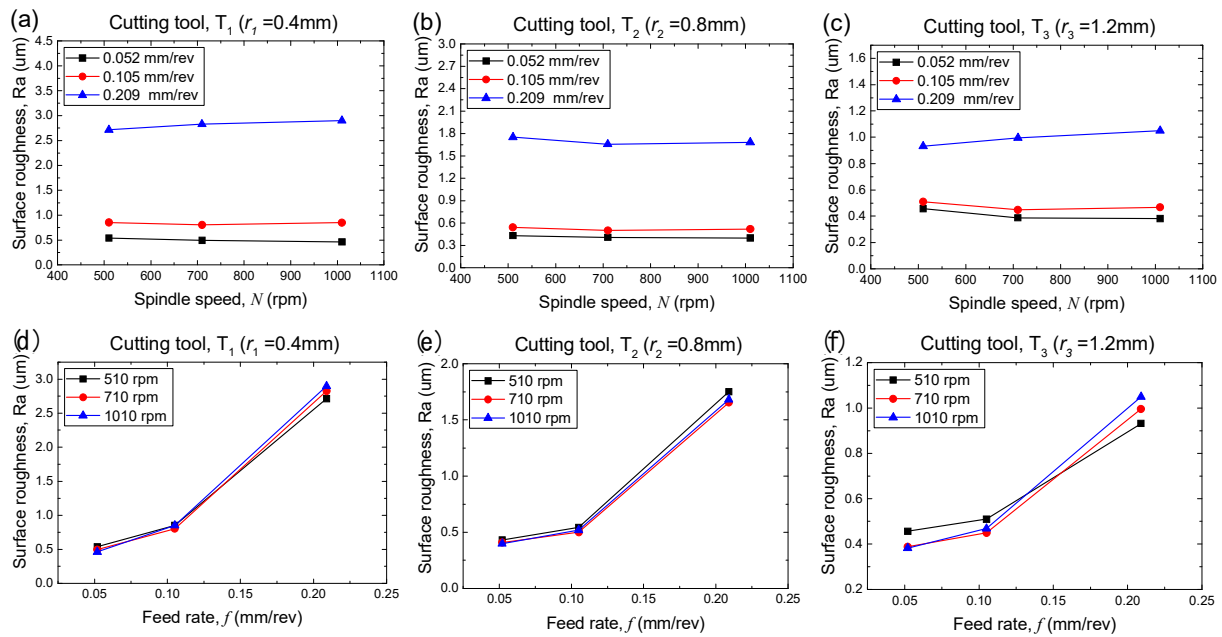 (a)
Cutting tool, T1 (r1=0.4mm)
Surface roughness, Ra (um)
4.5
4.0
3.5
3.0
2.5
2.0
1.5
1.0
0.5
0.0
0.052 mm/rev
0.105 mm/rev
0.209 mm/rev
400 500 600 700 800 900 1000 1100
Spindle speed, N (rpm)
(b)
Cutting tool, T2 (r2=0.8mm)
Surface roughness, Ra (um)
3.0
2.7
2.4
2.1
1.8
1.5
1.2
0.9
0.6
0.3
0.0
0.052 mm/rev
0.105 mm/rev
0.209 mm/rev
400 500 600 700 800 900 1000 1100
Spindle speed, N (rpm)
(c)
Cutting tool, T3 (r3=1.2mm)
Surface roughness, Ra (um)
1.6
1.4
1.2
1.0
0.8
0.6
0.4
0.2
0.0
0.052 mm/rev
0.105 mm/rev
0.209 mm/rev
400 500 600 700 800 900 1000 1100
Spindle speed, N (rpm)
(d)
Cutting tool, T1 (r1=0.4mm)
Surface roughness, Ra (um)
3.0
2.5
2.0
1.5
1.0
0.5
0.0
510 rpm
710 rpm
1010 rpm
0.05 0.10 0.15 0.20
Feed rate, f (mm/rev)
(e)
Cutting tool, T2 (r2=0.8mm)
Surface roughness, Ra (um)
2.0
1.5
1.0
0.5
0.0
510 rpm
710 rpm
1010 rpm
0.05 0.10 0.15 0.20
Feed rate, f (mm/rev)
(f)
Cutting tool, T3 (r3=1.2mm)
Surface roughness, Ra (um)
1.2
1.0
0.8
0.6
0.4
0.2
510 rpm
710 rpm
1010 rpm
0.05 0.10 0.15 0.20
Feed rate, f (mm/rev)